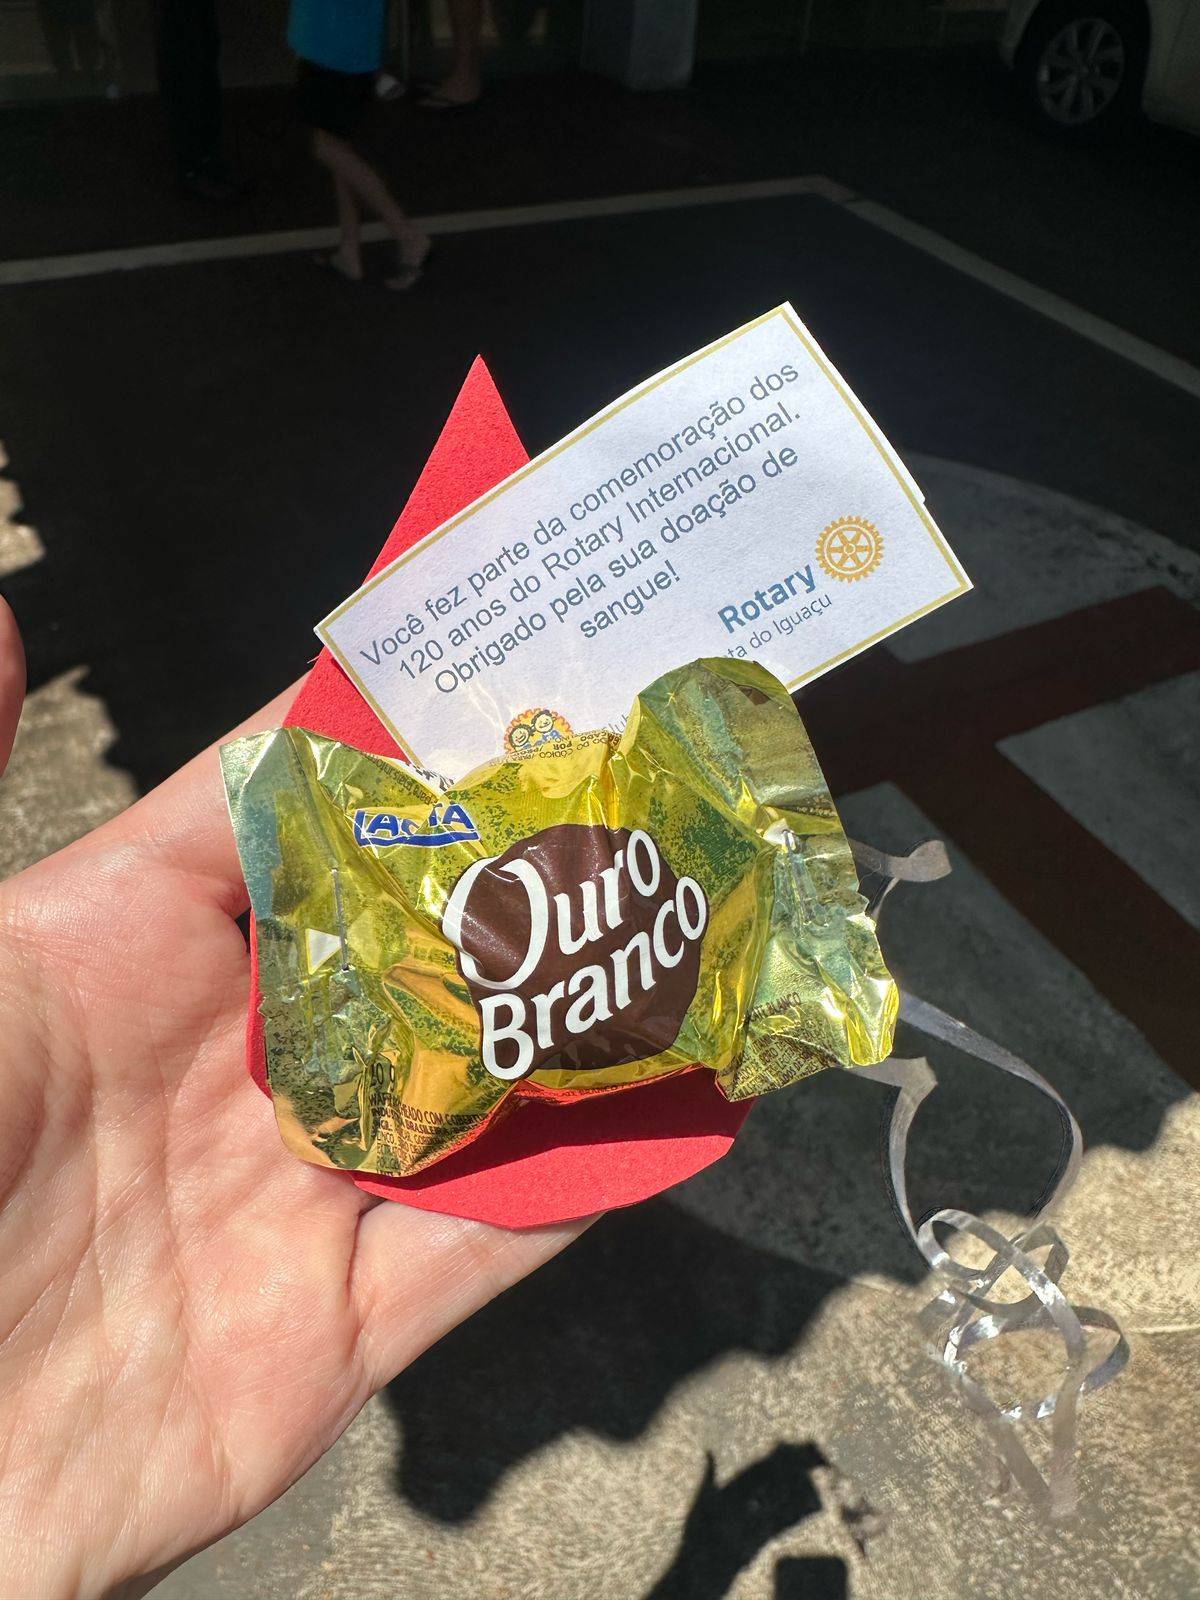 Você fez parte da comemoração dos
120 anos do Rotary Internacional.
Obrigado pela sua doação de
sangue!
Rotary
do Iguaçu
LACTA
Ouro
Branco